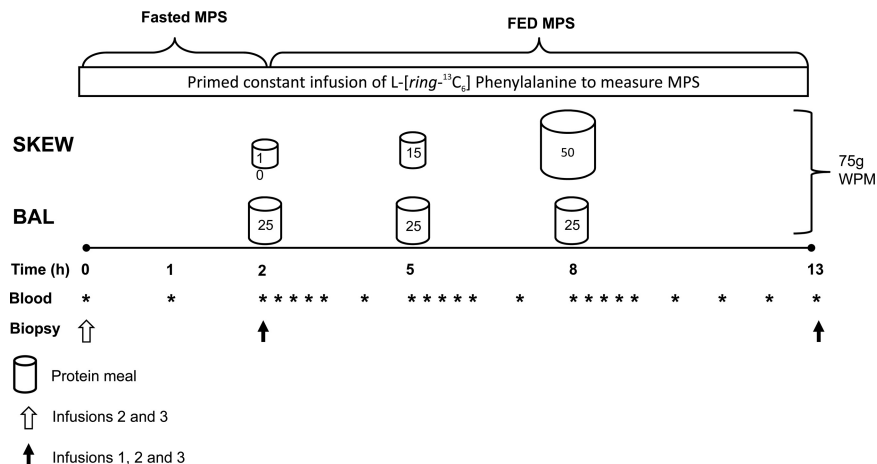 Fasted MPS
FED MPS
Primed constant infusion of L-[ring-¹³C₆] Phenylalanine to measure MPS
SKEW
1
0
15
50
75g
WPM
BAL
25
25
25
Time (h) 0 1 2 5 8 13
Blood * * * * * * * * * * * * * * * * * * * * * * *
Biopsy
Protein meal
Infusions 2 and 3
Infusions 1, 2 and 3